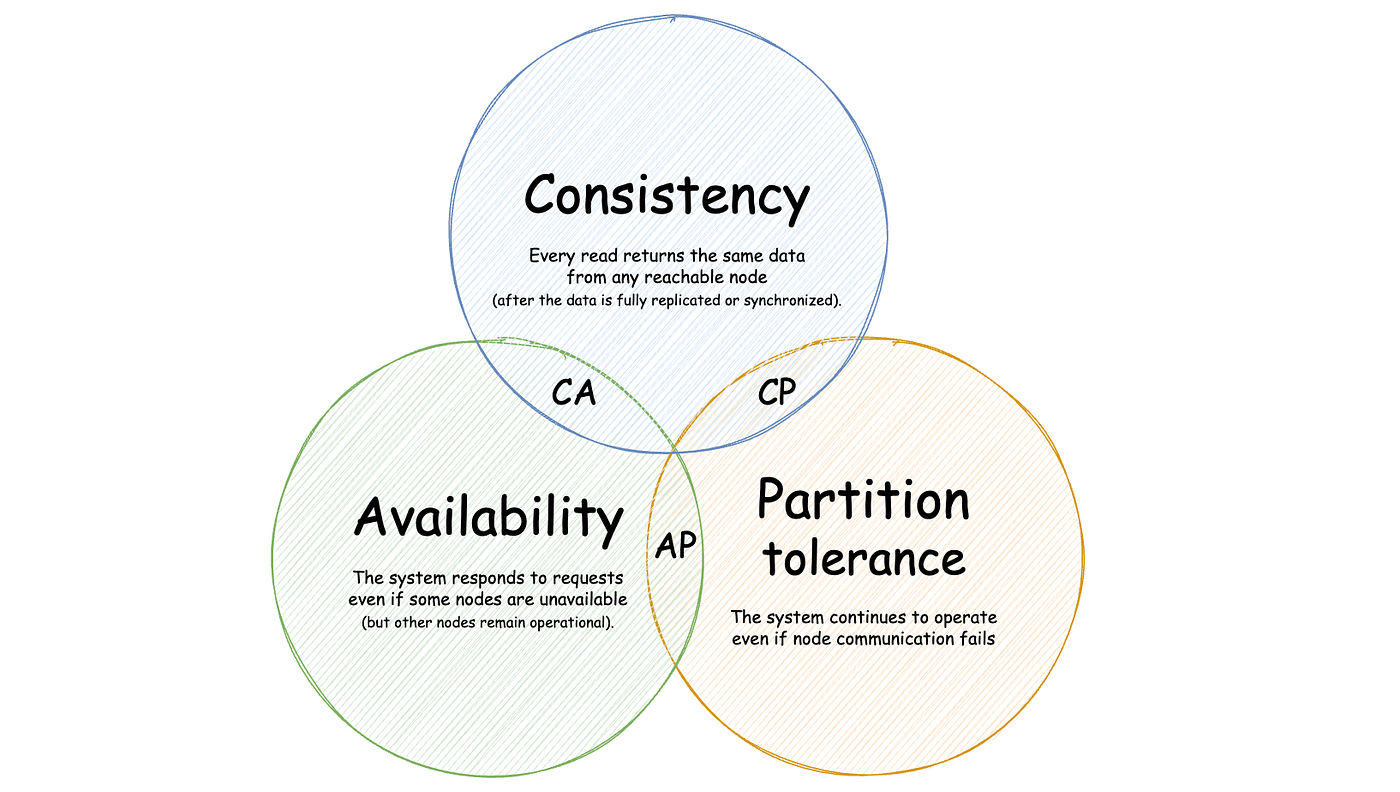 Consistency
Every read returns the same data
from any reachable node
(after the data is fully replicated or synchronized).
CA
CP
Availability
The system responds to requests
even if some nodes are unavailable
(but other nodes remain operational).
AP
Partition
tolerance
The system continues to operate
even if node communication fails